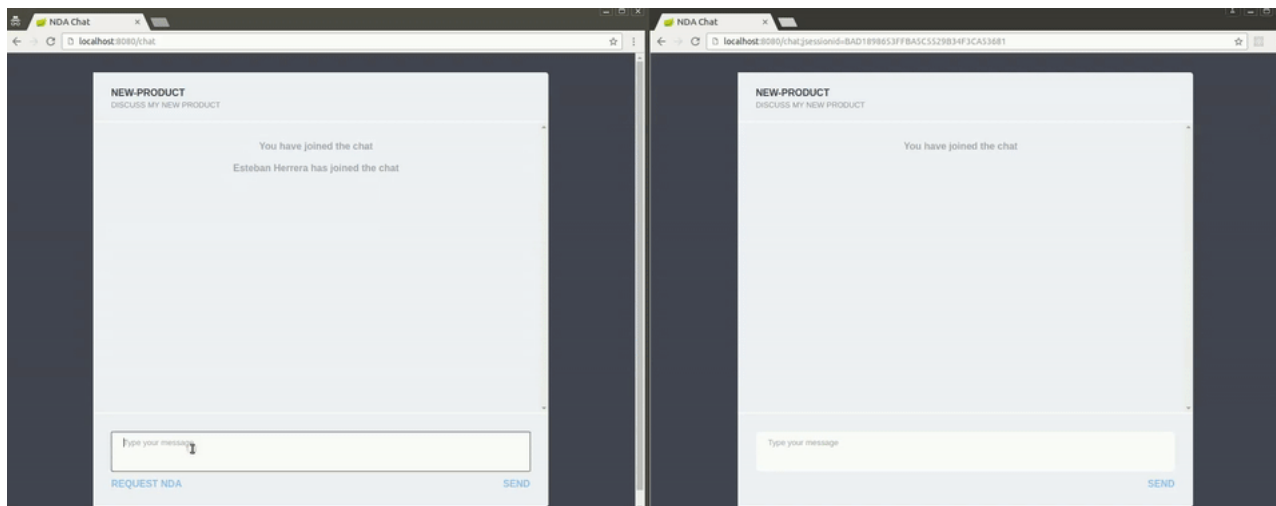 NDA Chat
localhost:8080/chat
NEW-PRODUCT
DISCUSS MY NEW PRODUCT
You have joined the chat
Esteban Herrera has joined the chat
Type your message
REQUEST NDA SEND
NDA Chat
localhost:8080/chat;jsessionid=BAD1898653FFBA5C5529B34F3CA53681
NEW-PRODUCT
DISCUSS MY NEW PRODUCT
You have joined the chat
Type your message
SEND